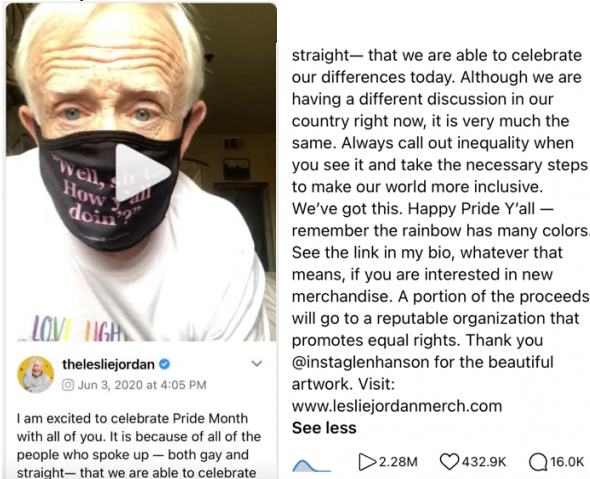 "Well, sh*t.
How y'all
doin'?"
LOVE LIGHT
thelesliejordan
Jun 3, 2020 at 4:05 PM
I am excited to celebrate Pride Month
with all of you. It is because of all of the
people who spoke up — both gay and
straight— that we are able to celebrate
straight— that we are able to celebrate
our differences today. Although we are
having a different discussion in our
country right now, it is very much the
same. Always call out inequality when
you see it and take the necessary steps
to make our world more inclusive.
We've got this. Happy Pride Y'all —
remember the rainbow has many colors.
See the link in my bio, whatever that
means, if you are interested in new
merchandise. A portion of the proceeds
will go to a reputable organization that
promotes equal rights. Thank you
@instaglenhanson for the beautiful
artwork. Visit:
www.lesliejordanmerch.com
See less
2.28M 432.9K 16.0K